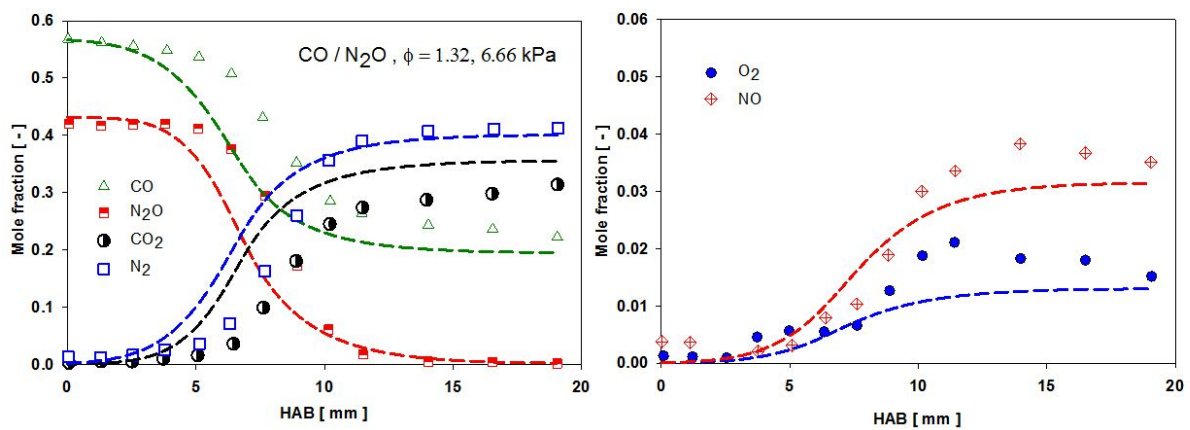 0.6
0.5
0.4
0.3
0.2
0.1
0.0
Mole fraction [ - ]
CO / N2O , ϕ = 1.32, 6.66 kPa
CO
N2O
CO2
N2
0 5 10 15 20
HAB [ mm ]
0.06
0.05
0.04
0.03
0.02
0.01
0.00
Mole fraction [ - ]
O2
NO
0 5 10 15 20
HAB [ mm ]